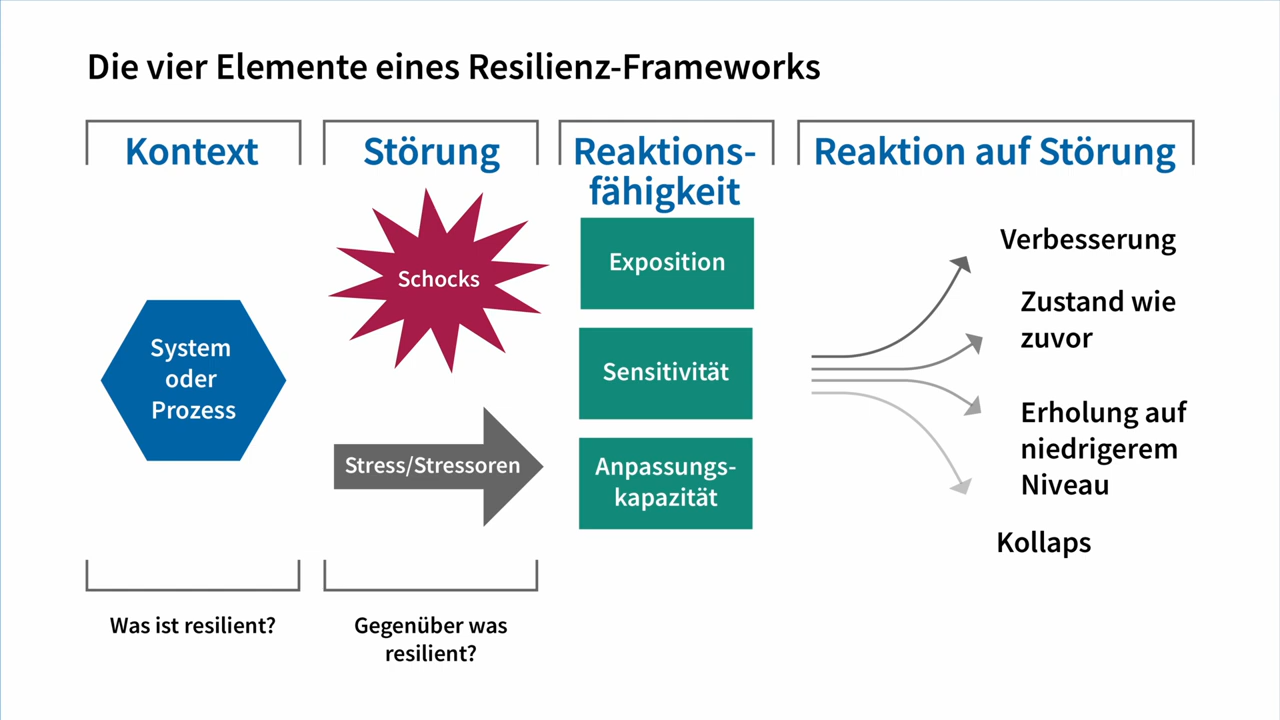 Die vier Elemente eines Resilienz-Frameworks
Kontext
System
oder
Prozess
Was ist resilient?
Störung
Schocks
Stress/Stressoren
Gegenüber was
resilient?
Reaktions-
fähigkeit
Exposition
Sensitivität
Anpassungs-
kapazität
Reaktion auf Störung
Verbesserung
Zustand wie
zuvor
Erholung auf
niedrigerem
Niveau
Kollaps